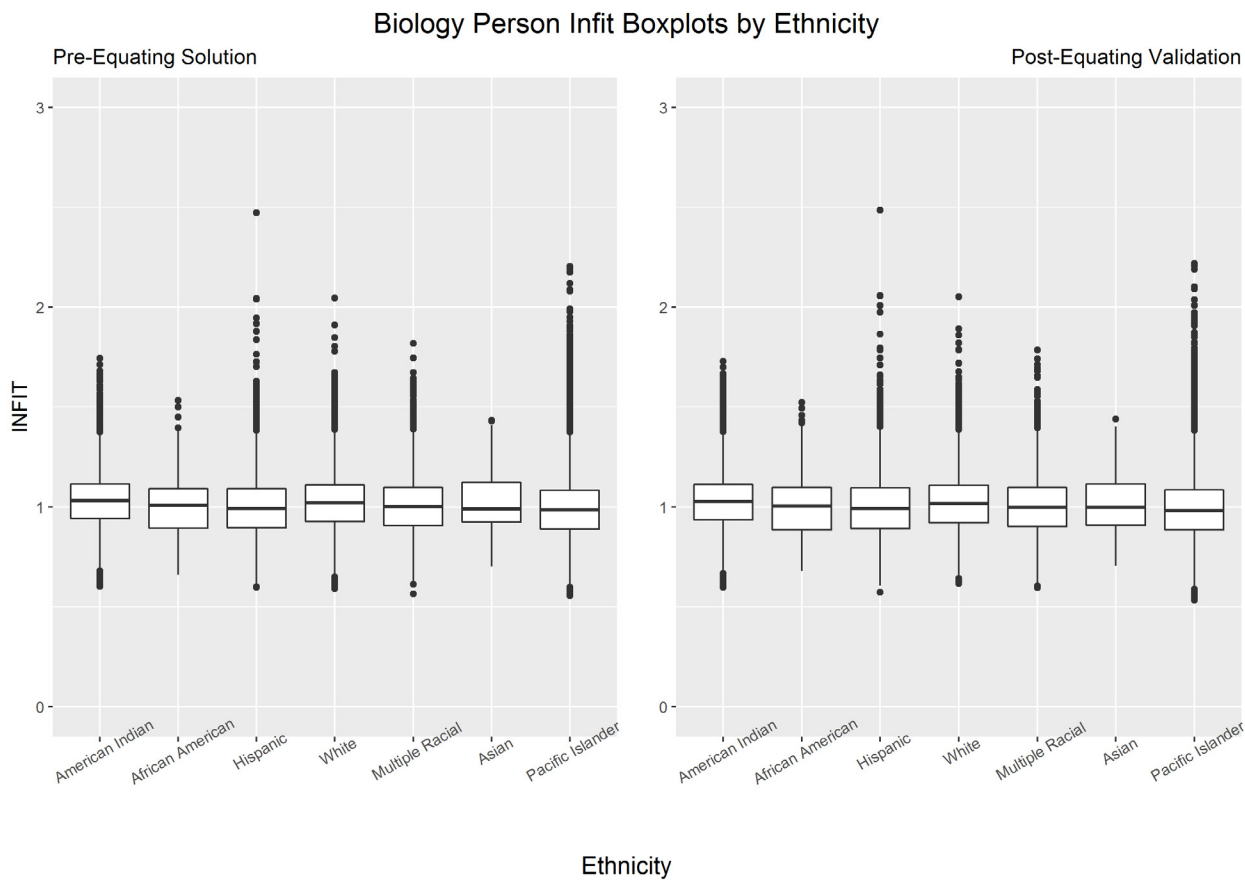 Biology Person Infit Boxplots by Ethnicity
Pre-Equating Solution
Post-Equating Validation
INFIT
3
2
1
0
American Indian
African American
Hispanic
White
Multiple Racial
Asian
Pacific Islander
3
2
1
0
American Indian
African American
Hispanic
White
Multiple Racial
Asian
Pacific Islander
Ethnicity